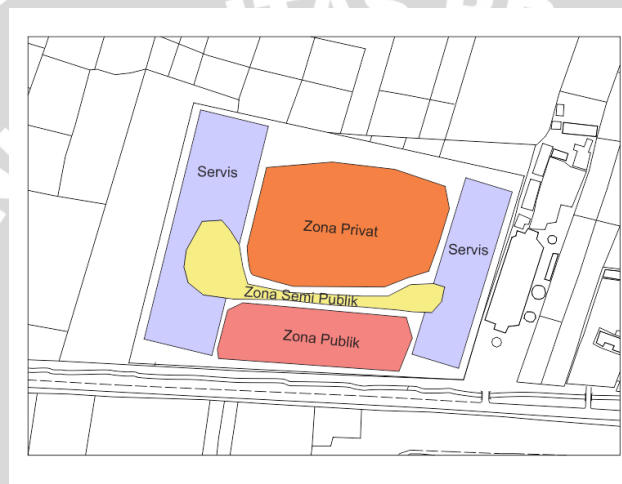 Servis
Zona Privat
Servis
Zona Semi Publik
Zona Publik